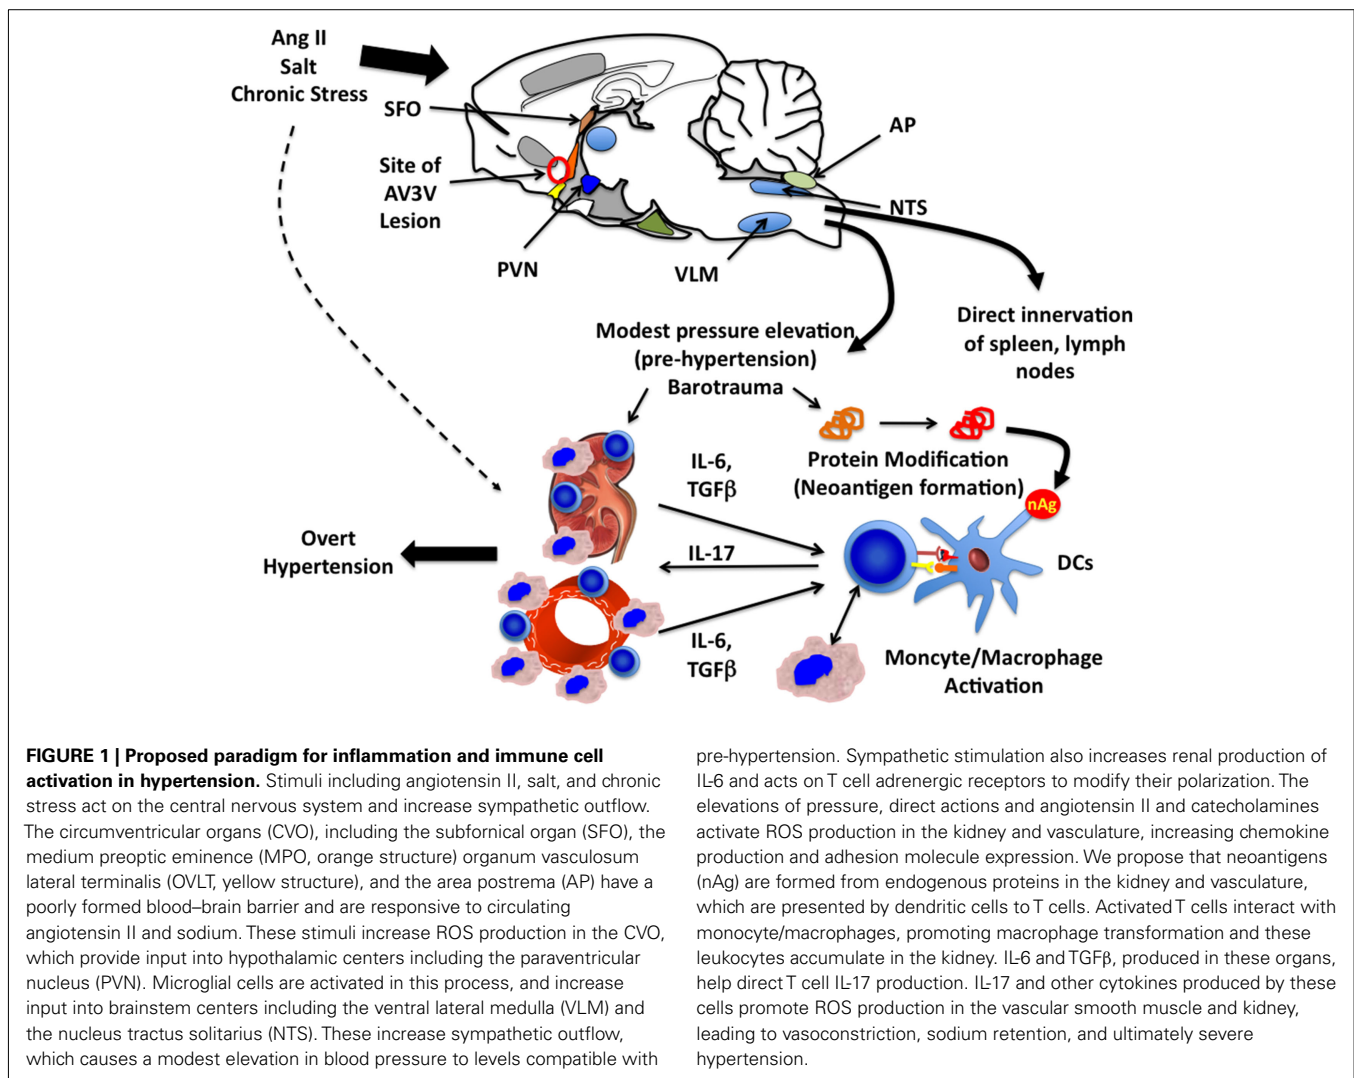 Ang II
Salt
Chronic Stress
SFO
Site of
AV3V
Lesion
PVN
VLM
AP
NTS
Direct innervation
of spleen, lymph
nodes
Modest pressure elevation
(pre-hypertension)
Barotrauma
Protein Modification
(Neoantigen formation)
nAg
IL-6,
TGFβ
IL-17
IL-6,
TGFβ
DCs
Overt
Hypertension
Moncyte/Macrophage
Activation
FIGURE 1 | Proposed paradigm for inflammation and immune cell
activation in hypertension. Stimuli including angiotensin II, salt, and chronic
stress act on the central nervous system and increase sympathetic outflow.
The circumventricular organs (CVO), including the subfornical organ (SFO), the
medium preoptic eminence (MPO, orange structure) organum vasculosum
lateral terminalis (OVLT, yellow structure), and the area postrema (AP) have a
poorly formed blood–brain barrier and are responsive to circulating
angiotensin II and sodium. These stimuli increase ROS production in the CVO,
which provide input into hypothalamic centers including the paraventricular
nucleus (PVN). Microglial cells are activated in this process, and increase
input into brainstem centers including the ventral lateral medulla (VLM) and
the nucleus tractus solitarius (NTS). These increase sympathetic outflow,
which causes a modest elevation in blood pressure to levels compatible with
pre-hypertension. Sympathetic stimulation also increases renal production of
IL-6 and acts on T cell adrenergic receptors to modify their polarization. The
elevations of pressure, direct actions and angiotensin II and catecholamines
activate ROS production in the kidney and vasculature, increasing chemokine
production and adhesion molecule expression. We propose that neoantigens
(nAg) are formed from endogenous proteins in the kidney and vasculature,
which are presented by dendritic cells to T cells. Activated T cells interact with
monocyte/macrophages, promoting macrophage transformation and these
leukocytes accumulate in the kidney. IL-6 and TGFβ, produced in these organs,
help direct T cell IL-17 production. IL-17 and other cytokines produced by these
cells promote ROS production in the vascular smooth muscle and kidney,
leading to vasoconstriction, sodium retention, and ultimately severe
hypertension.